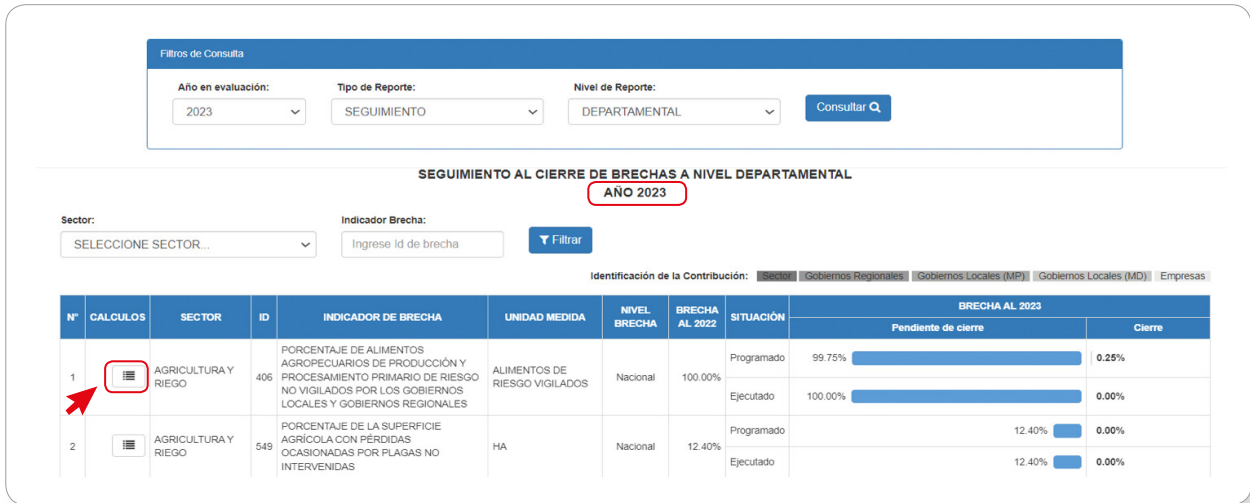 Filtros de Consulta
Año en evaluación: Tipo de Reporte: Nivel de Reporte:
2023 SEGUIMIENTO DEPARTAMENTAL Consultar
SEGUIMIENTO AL CIERRE DE BRECHAS A NIVEL DEPARTAMENTAL
AÑO 2023
Sector: Indicador Brecha:
SELECCIONE SECTOR... Ingrese Id de brecha Filtrar
Identificación de la Contribución: Sector Gobiernos Regionales Gobiernos Locales (MP) Gobiernos Locales (MD) Empresas
N° CALCULOS SECTOR ID INDICADOR DE BRECHA UNIDAD MEDIDA NIVEL BRECHA BRECHA AL 2022 SITUACIÓN BRECHA AL 2023
Pendiente de cierre Cierre
1 AGRICULTURA Y RIEGO 406
PORCENTAJE DE ALIMENTOS
AGROPECUARIOS DE PRODUCCIÓN Y
PROCESAMIENTO PRIMARIO DE RIESGO
NO VIGILADOS POR LOS GOBIERNOS
LOCALES Y GOBIERNOS REGIONALES
ALIMENTOS DE
RIESGO VIGILADOS
Nacional 100.00%
Programado 99.75% 0.25%
Ejecutado 100.00% 0.00%
2 AGRICULTURA Y RIEGO 549
PORCENTAJE DE LA SUPERFICIE
AGRÍCOLA CON PÉRDIDAS
OCASIONADAS POR PLAGAS NO
INTERVENIDAS
HA Nacional 12.40%
Programado 12.40% 0.00%
Ejecutado 12.40% 0.00%